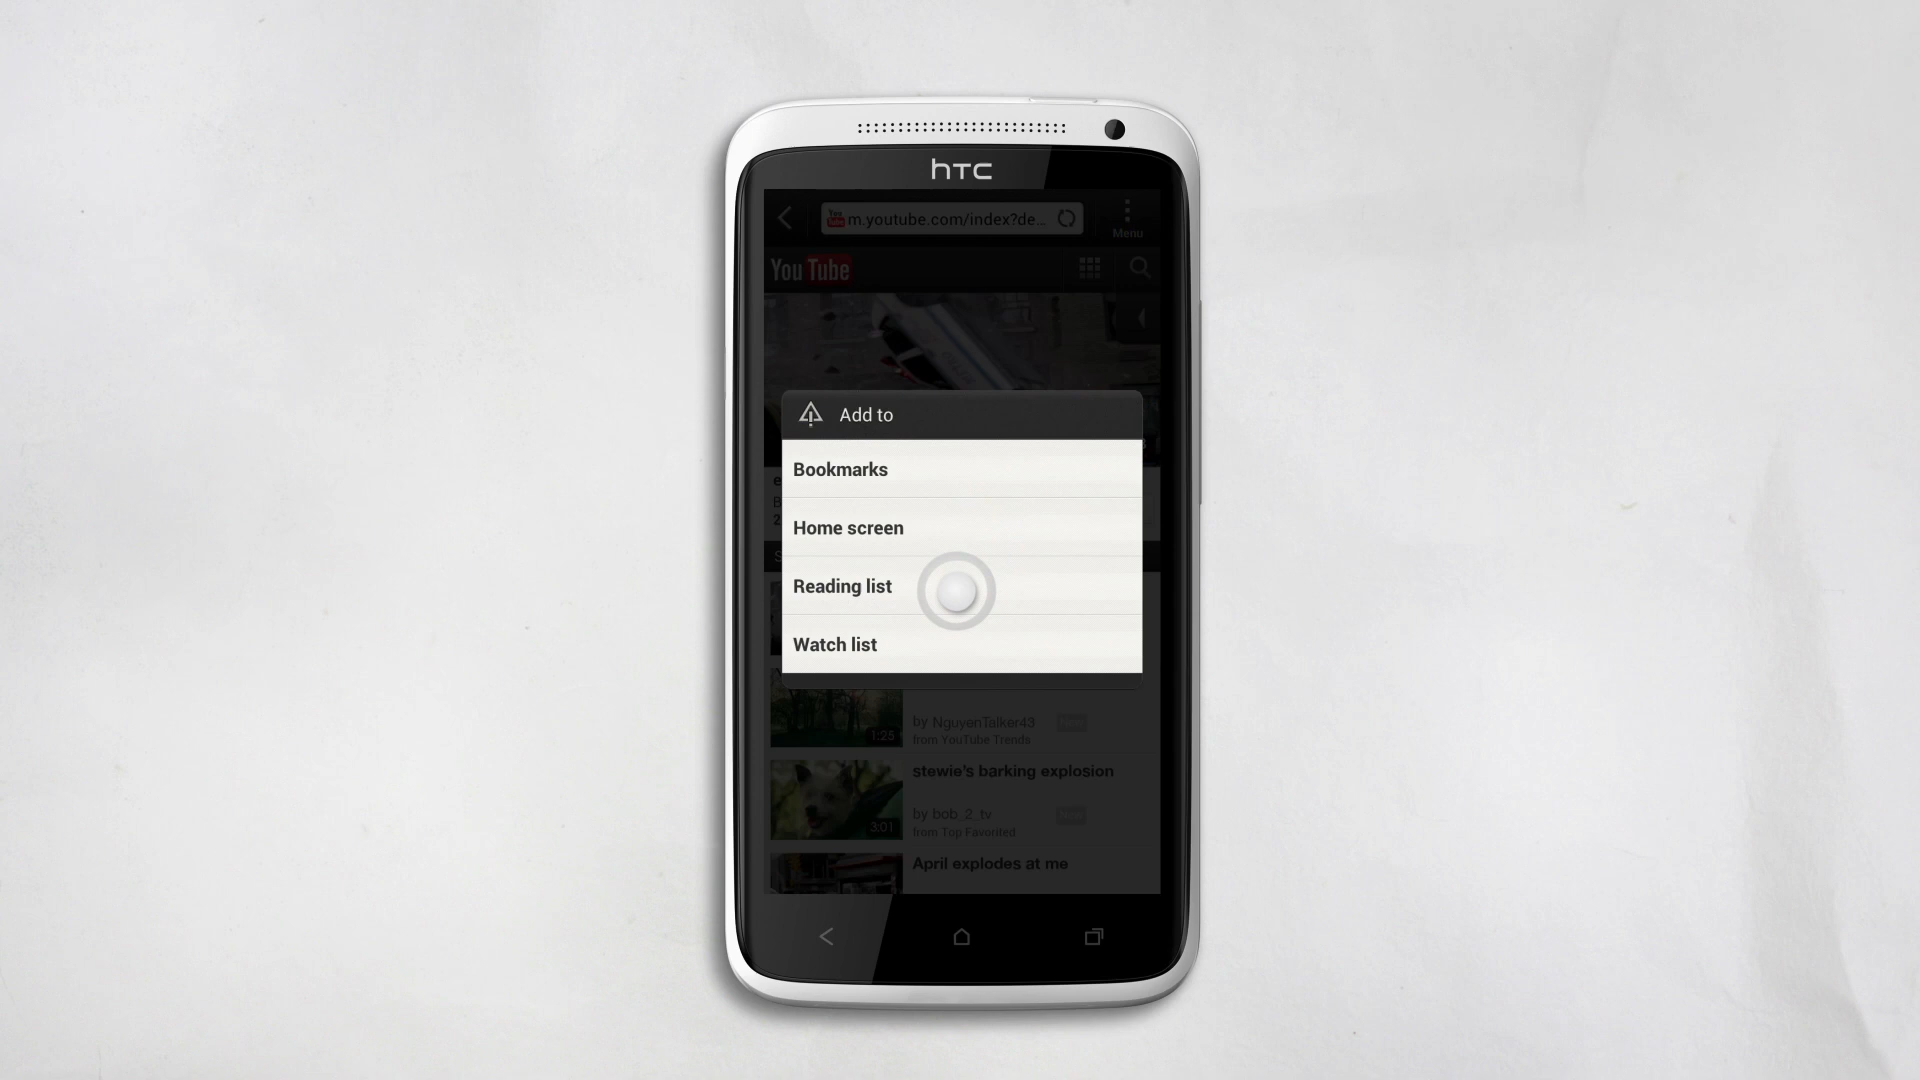 hTC
You Tube
m.youtube.com/index?de...
Menu
You Tube
Add to
Bookmarks
Home screen
Reading list
Watch list
1:25
by NguyenTalker43
from YouTube Trends
stewie's barking explosion
3:01
by bob_2_tv
from Top Favorited
April explodes at me